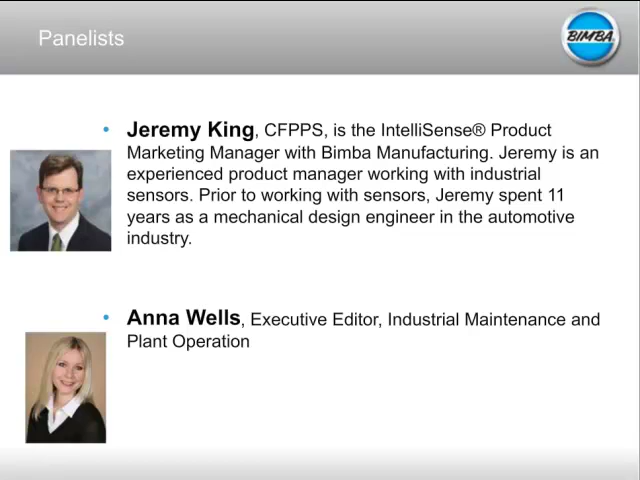 Panelists
BIMBA
• Jeremy King, CFPPS, is the IntelliSense® Product
Marketing Manager with Bimba Manufacturing. Jeremy is an
experienced product manager working with industrial
sensors. Prior to working with sensors, Jeremy spent 11
years as a mechanical design engineer in the automotive
industry.
• Anna Wells, Executive Editor, Industrial Maintenance and
Plant Operation